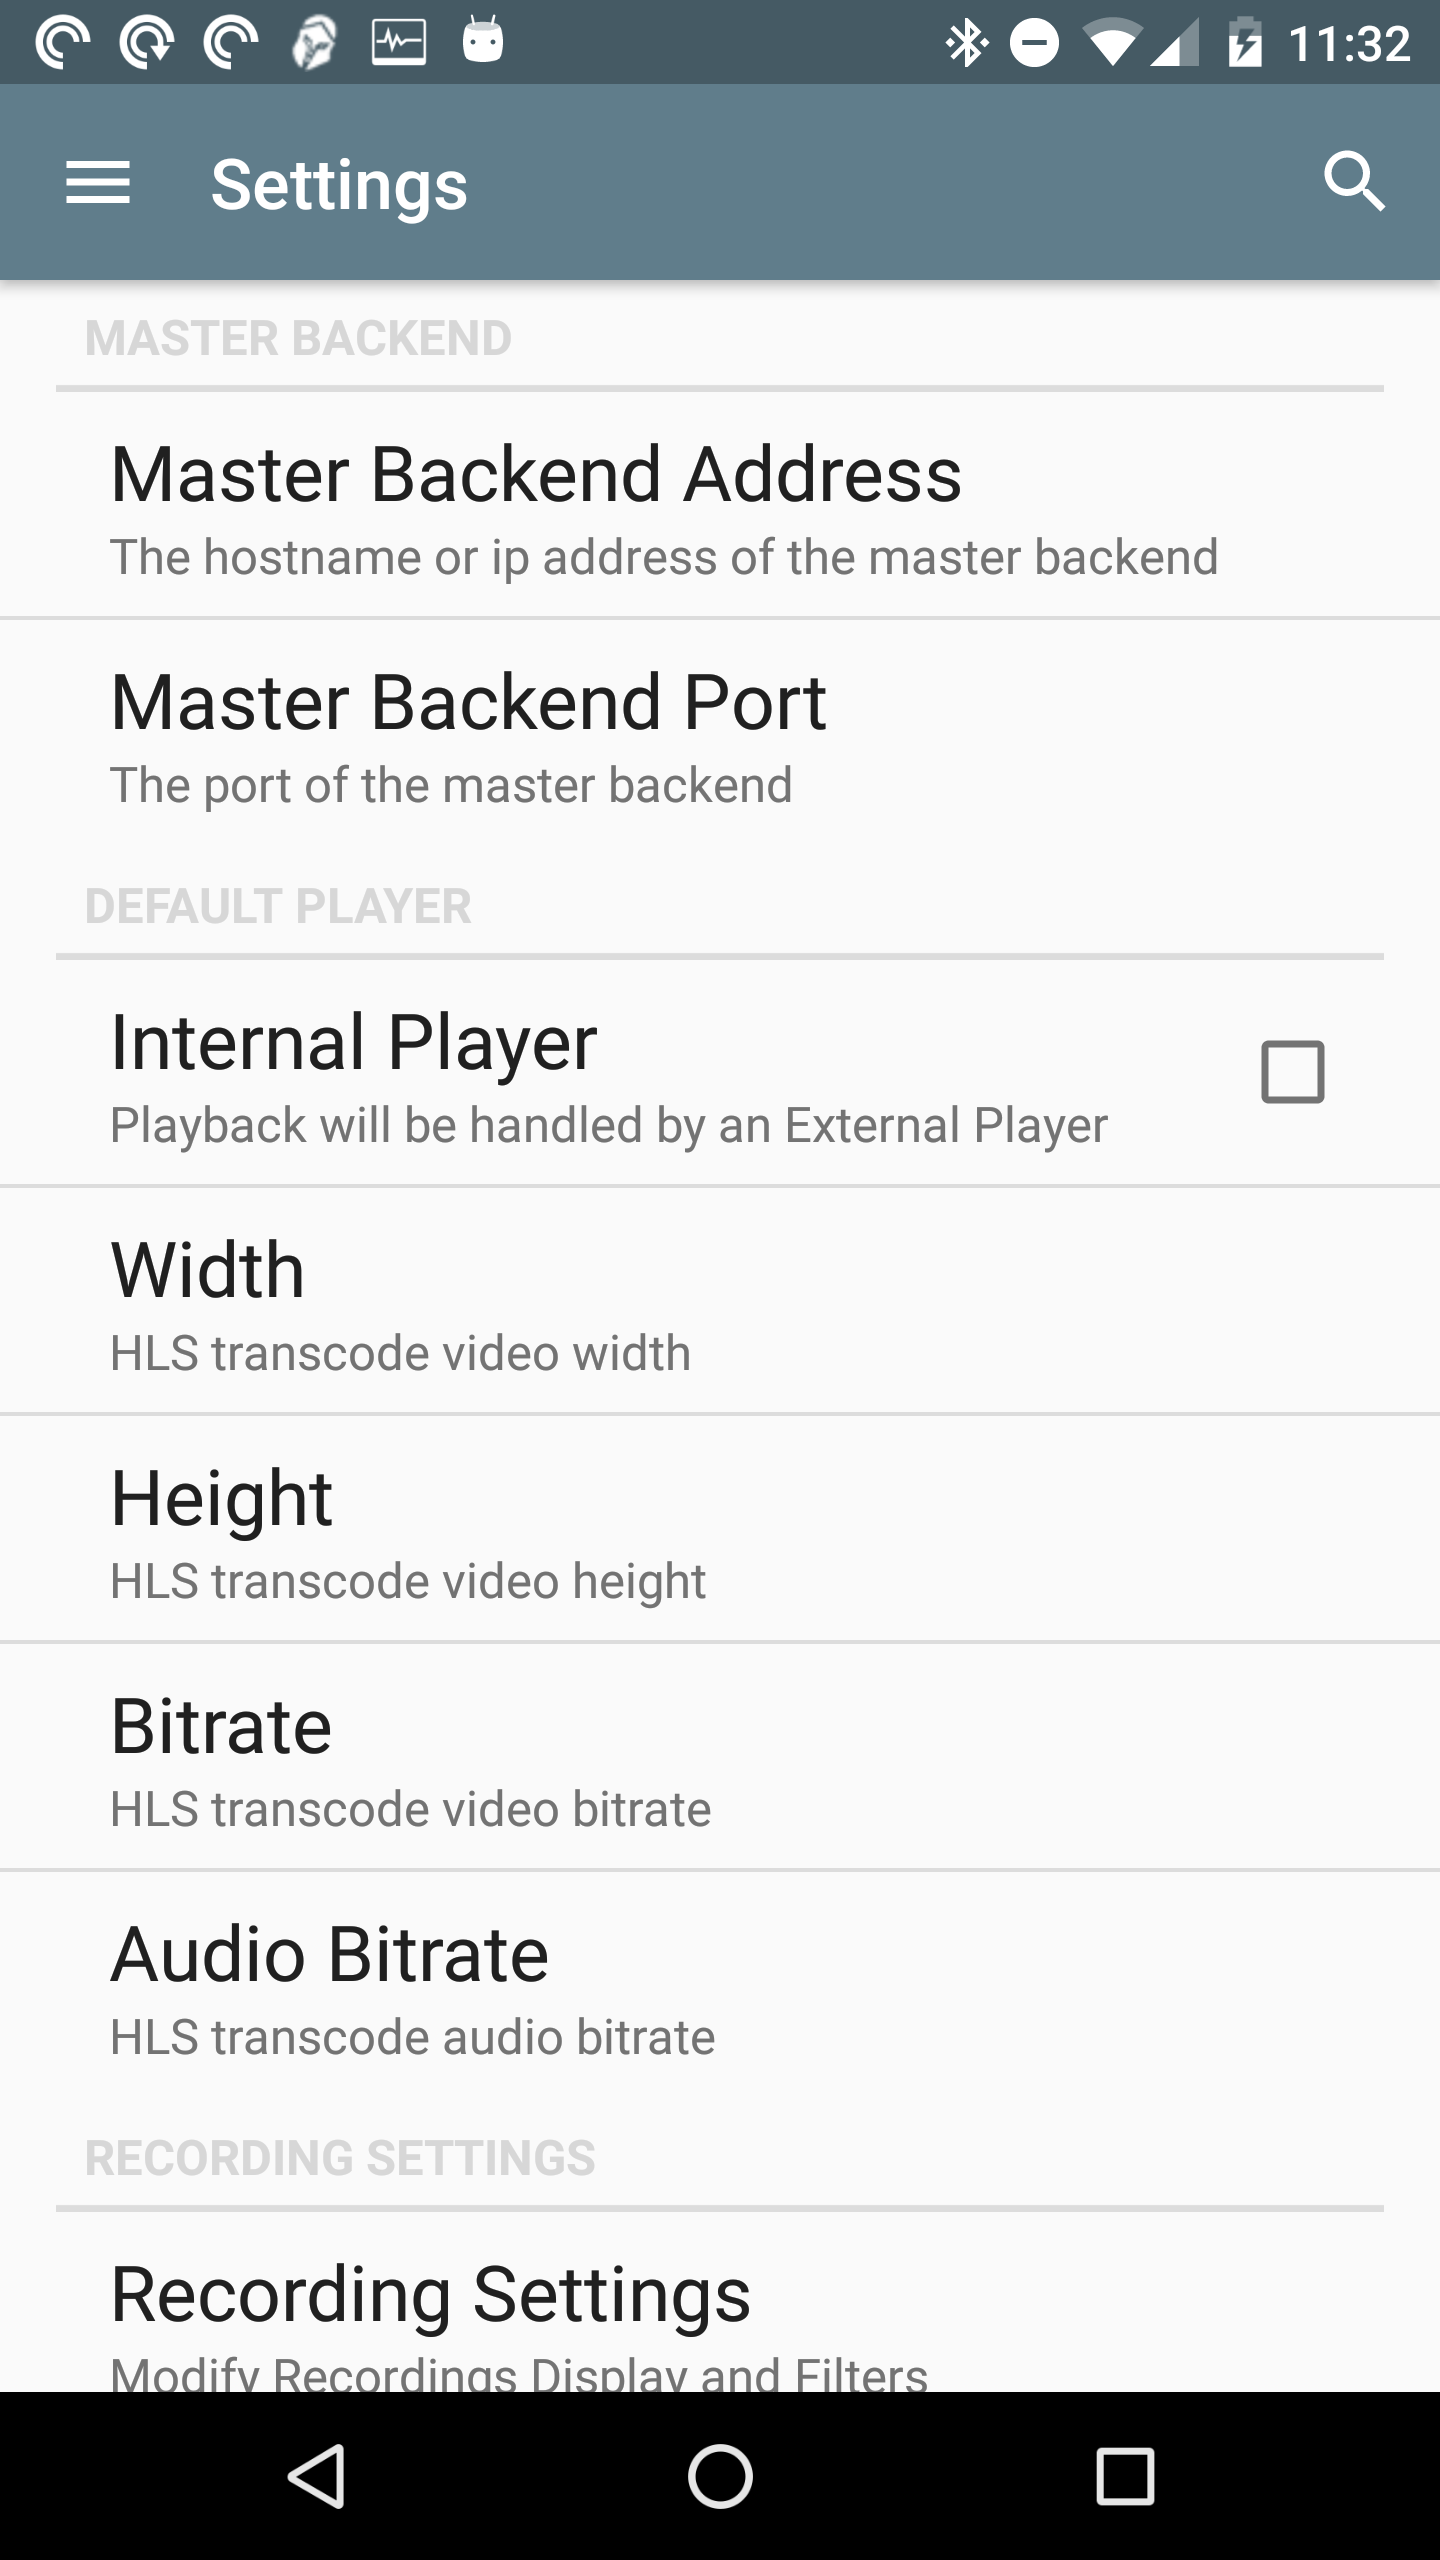 11:32
Settings
MASTER BACKEND
Master Backend Address
The hostname or ip address of the master backend
Master Backend Port
The port of the master backend
DEFAULT PLAYER
Internal Player
Playback will be handled by an External Player
Width
HLS transcode video width
Height
HLS transcode video height
Bitrate
HLS transcode video bitrate
Audio Bitrate
HLS transcode audio bitrate
RECORDING SETTINGS
Recording Settings
Modify Recordings Display and Filters